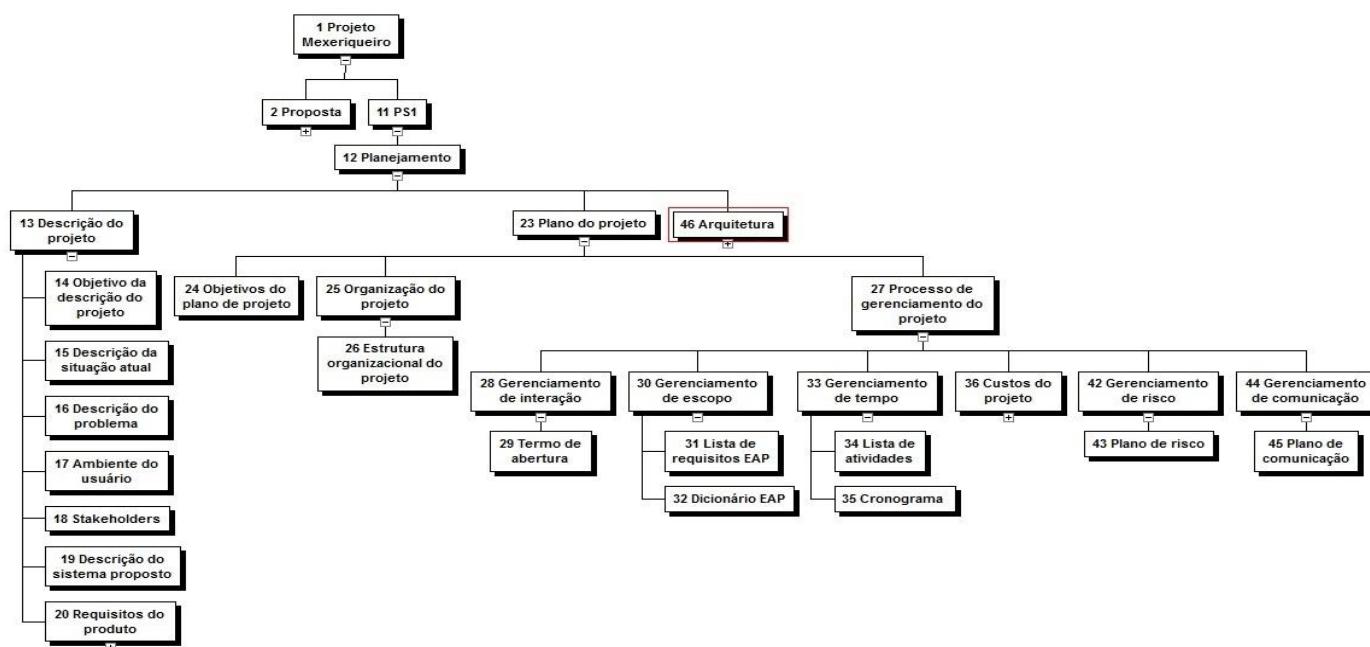 1 Projeto
Mexeriqueiro
2 Proposta
11 PS1
12 Planejamento
13 Descrição do
projeto
23 Plano do projeto
46 Arquitetura
14 Objetivo da
descrição do
projeto
15 Descrição da
situação atual
16 Descrição do
problema
17 Ambiente do
usuário
18 Stakeholders
19 Descrição do
sistema proposto
20 Requisitos do
produto
24 Objetivos do
plano de projeto
25 Organização do
projeto
26 Estrutura
organizacional do
projeto
27 Processo de
gerenciamento do
projeto
28 Gerenciamento
de interação
29 Termo de
abertura
30 Gerenciamento
de escopo
31 Lista de
requisitos EAP
32 Dicionário EAP
33 Gerenciamento
de tempo
34 Lista de
atividades
35 Cronograma
36 Custos do
projeto
42 Gerenciamento
de risco
43 Plano de risco
44 Gerenciamento
de comunicação
45 Plano de
comunicação